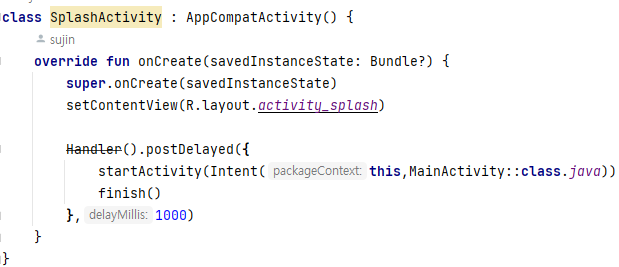 class SplashActivity : AppCompatActivity() {
sujin
override fun onCreate(savedInstanceState: Bundle?) {
super.onCreate(savedInstanceState)
setContentView(R.layout.activity_splash)
Handler().postDelayed({
startActivity(Intent( packageContext: this,MainActivity::class.java))
finish()
}, delayMillis: 1000)
}
}